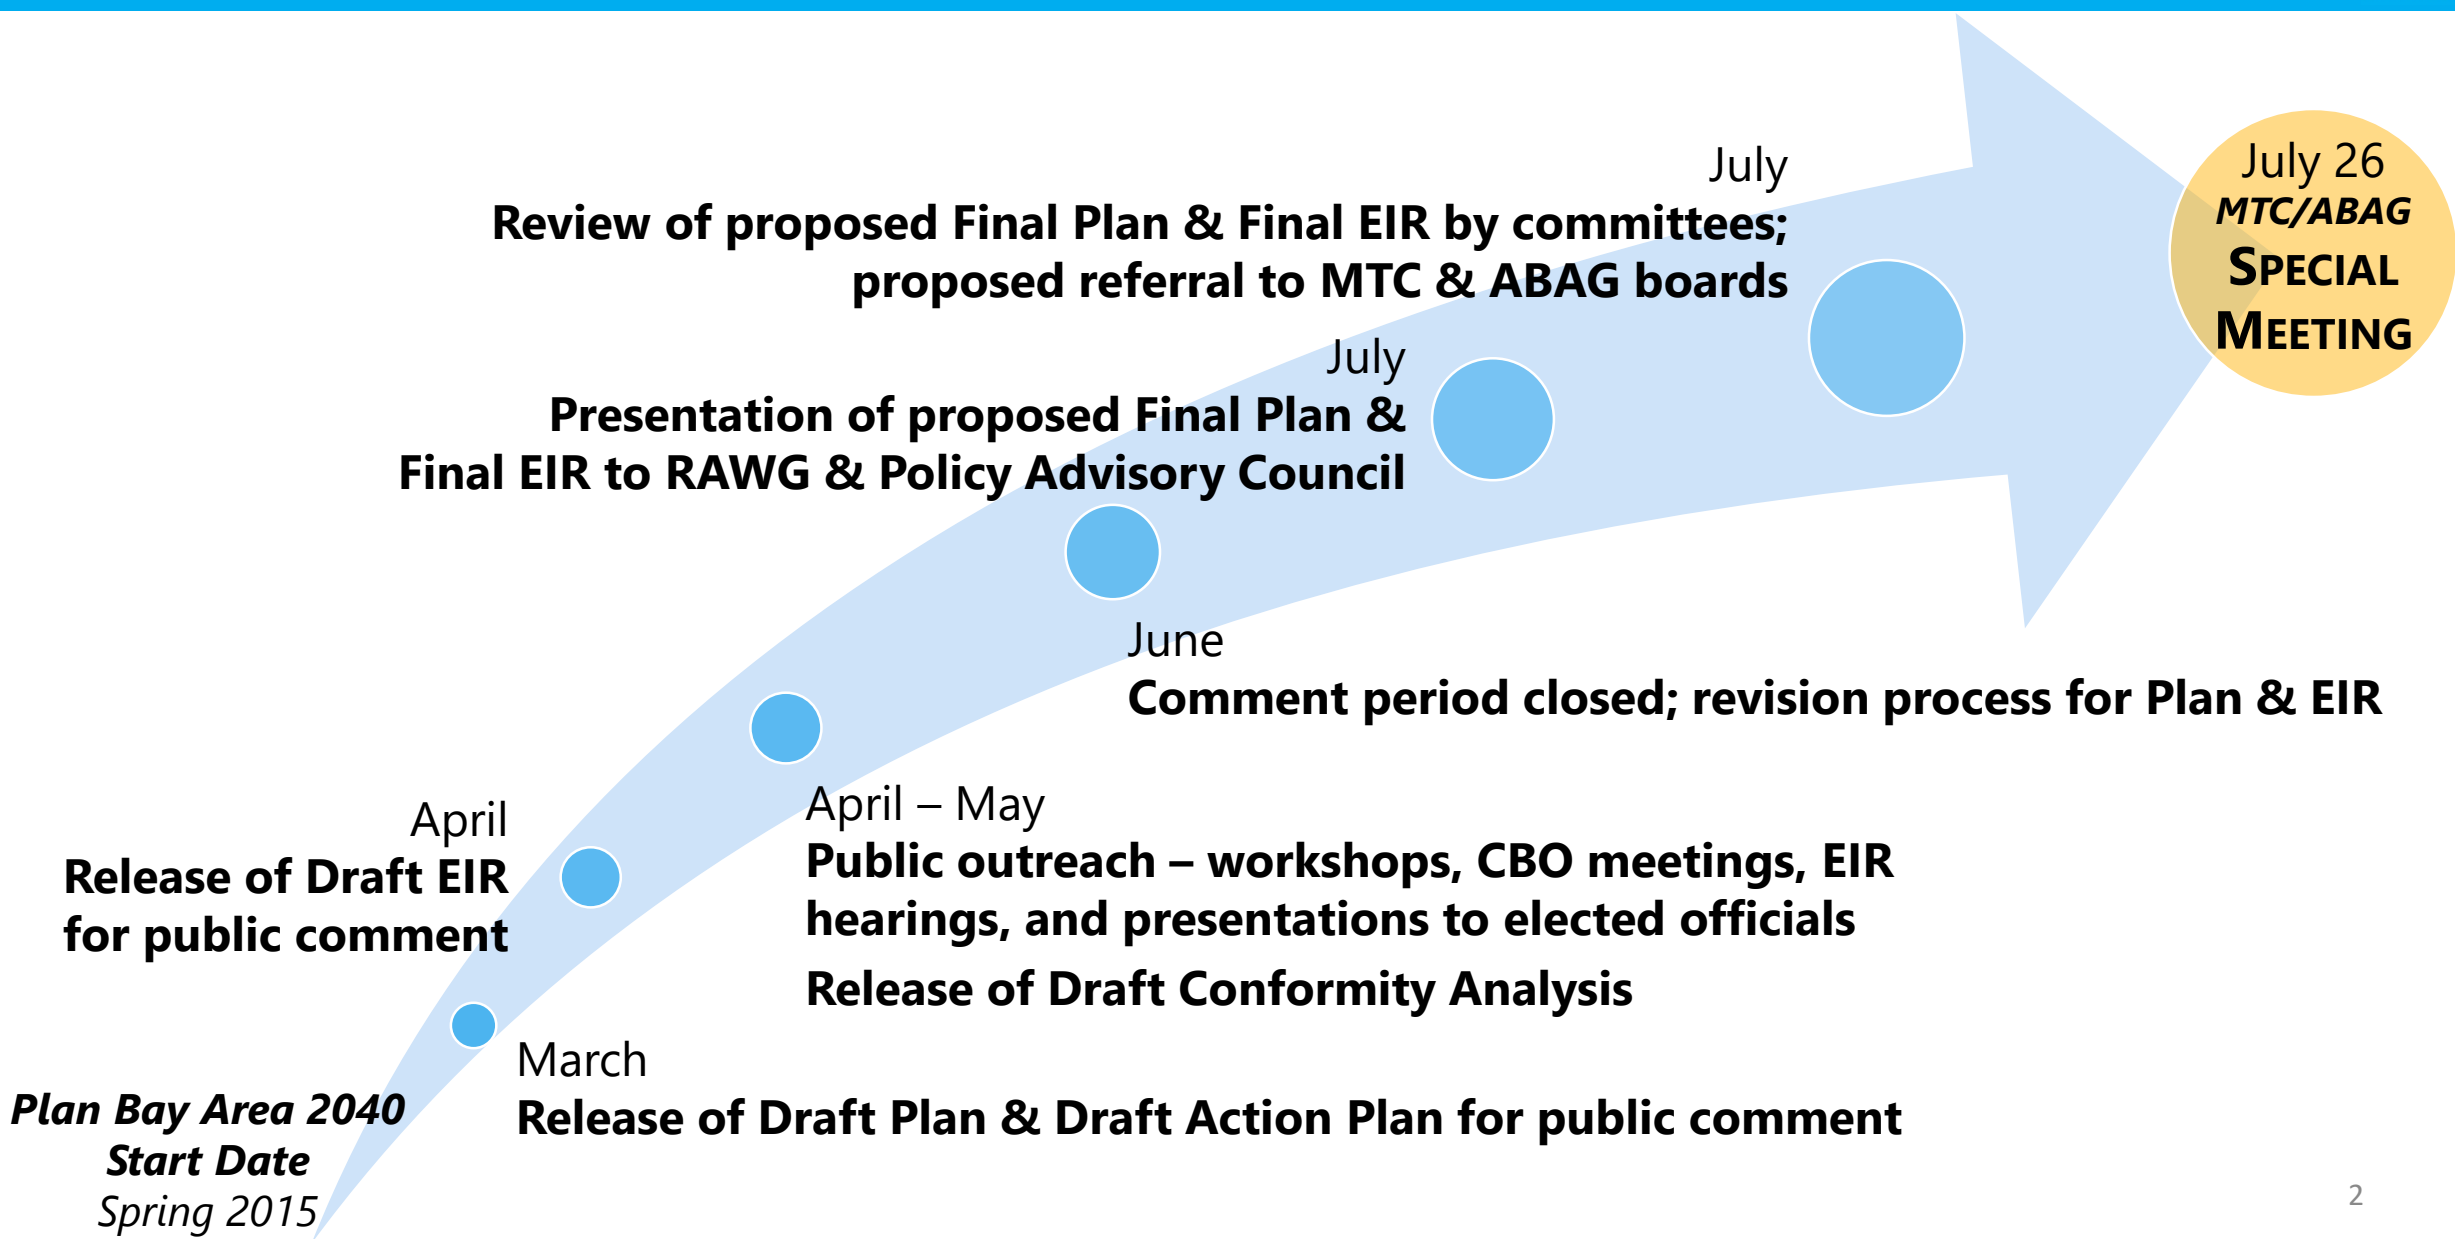 July 26
MTC/ABAG
SPECIAL
MEETING
July
Review of proposed Final Plan & Final EIR by committees;
proposed referral to MTC & ABAG boards
July
Presentation of proposed Final Plan &
Final EIR to RAWG & Policy Advisory Council
June
Comment period closed; revision process for Plan & EIR
April
Release of Draft EIR
for public comment
April – May
Public outreach – workshops, CBO meetings, EIR
hearings, and presentations to elected officials
Release of Draft Conformity Analysis
March
Release of Draft Plan & Draft Action Plan for public comment
Plan Bay Area 2040
Start Date
Spring 2015
2